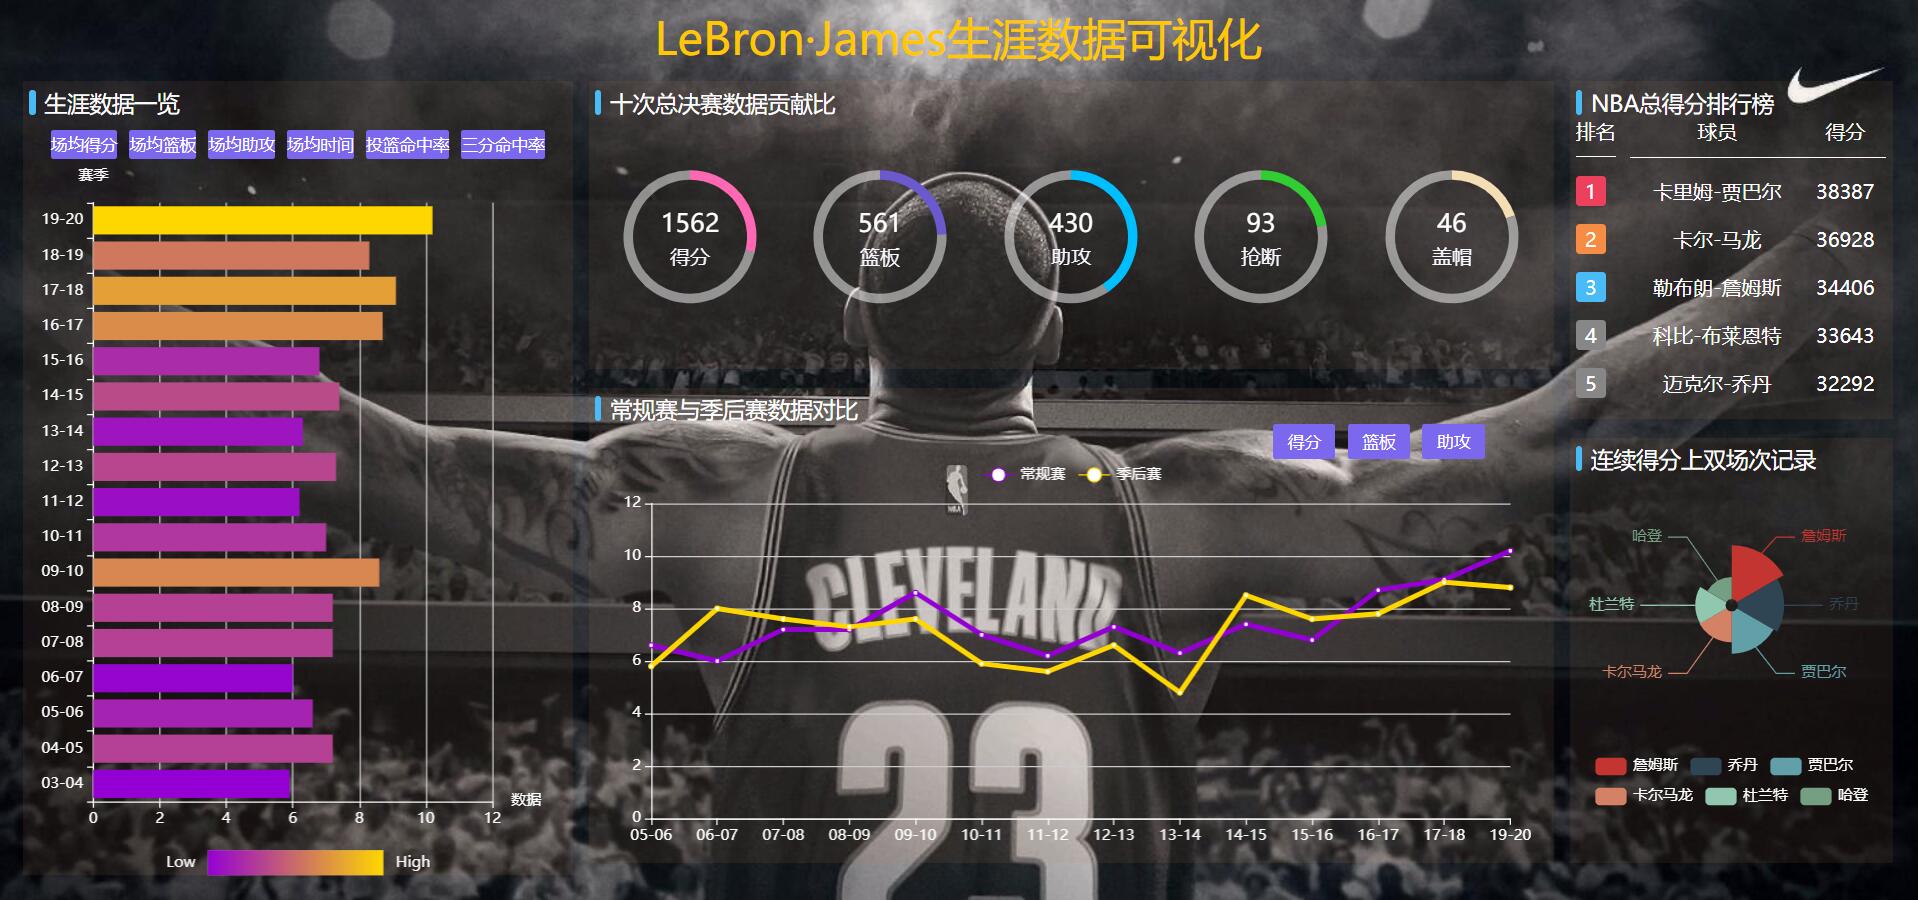 LeBron·James生涯数据可视化
生涯数据一览
场均得分 场均篮板 场均助攻 场均时间 投篮命中率 三分命中率
赛季
19-20
18-19
17-18
16-17
15-16
14-15
13-14
12-13
11-12
10-11
09-10
08-09
07-08
06-07
05-06
04-05
03-04
0 2 4 6 8 10 12
数据
Low High
十次总决赛数据贡献比
1562 561 430 93 46
得分 篮板 助攻 抢断 盖帽
常规赛与季后赛数据对比
得分 篮板 助攻
NBA
常规赛 季后赛
12
10
8
6
4
2
0
05-06 06-07 07-08 08-09 09-10 10-11 11-12 12-13 13-14 14-15 15-16 16-17 17-18 19-20
CLEVELAND
23
NBA总得分排行榜
排名 球员 得分
1 卡里姆-贾巴尔 38387
2 卡尔-马龙 36928
3 勒布朗-詹姆斯 34406
4 科比-布莱恩特 33643
5 迈克尔-乔丹 32292
连续得分上双场次记录
哈登 詹姆斯
杜兰特 乔丹
卡尔马龙 贾巴尔
詹姆斯 乔丹 贾巴尔
卡尔马龙 杜兰特 哈登